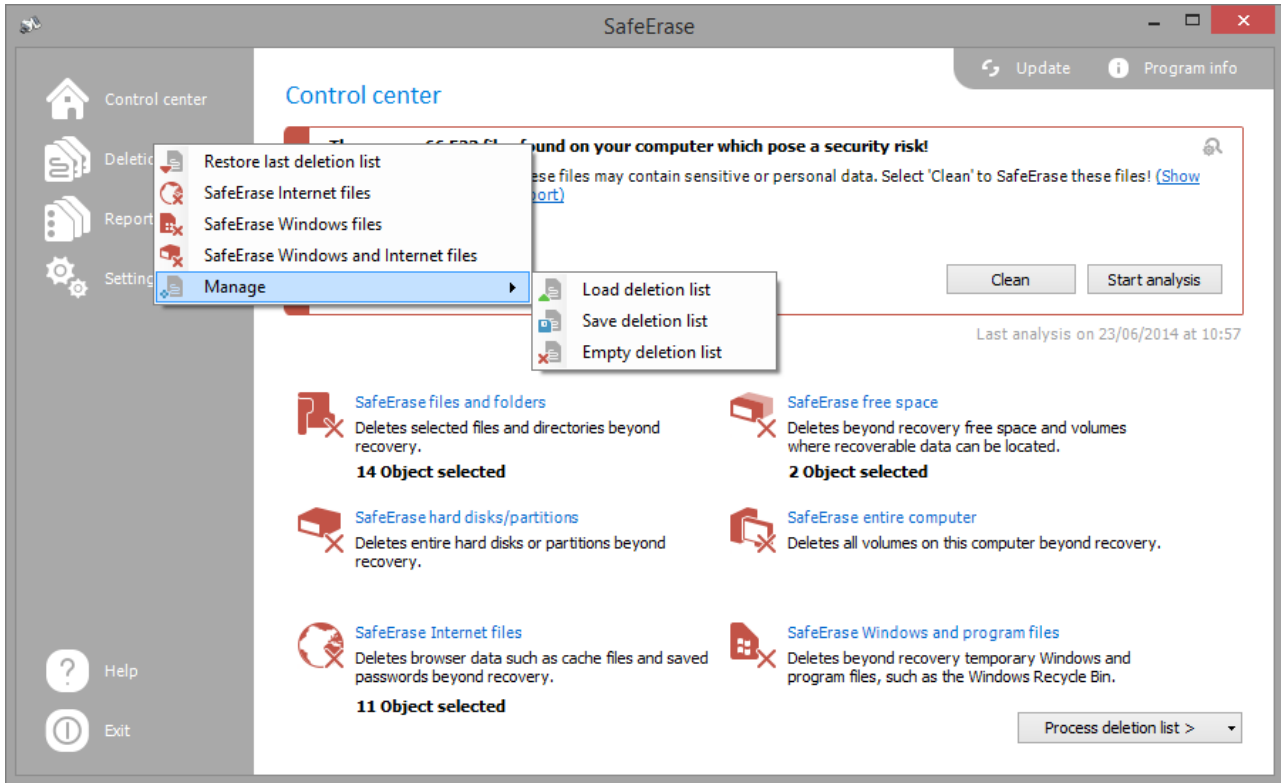 SafeErase
Update
Program info
Control center
Control center
found on your computer which pose a security risk!
these files may contain sensitive or personal data. Select 'Clean' to SafeErase these files! (Show
Restore last deletion list
SafeErase Internet files
SafeErase Windows files
SafeErase Windows and Internet files
Manage
Load deletion list
Save deletion list
Empty deletion list
Report
Clean
Start analysis
Last analysis on 23/06/2014 at 10:57
SafeErase files and folders
Deletes selected files and directories beyond
recovery.
14 Object selected
SafeErase free space
Deletes beyond recovery free space and volumes
where recoverable data can be located.
2 Object selected
SafeErase hard disks/partitions
Deletes entire hard disks or partitions beyond
recovery.
SafeErase entire computer
Deletes all volumes on this computer beyond recovery.
SafeErase Internet files
Deletes browser data such as cache files and saved
passwords beyond recovery.
11 Object selected
SafeErase Windows and program files
Deletes beyond recovery temporary Windows and
program files, such as the Windows Recycle Bin.
Help
Exit
Process deletion list >